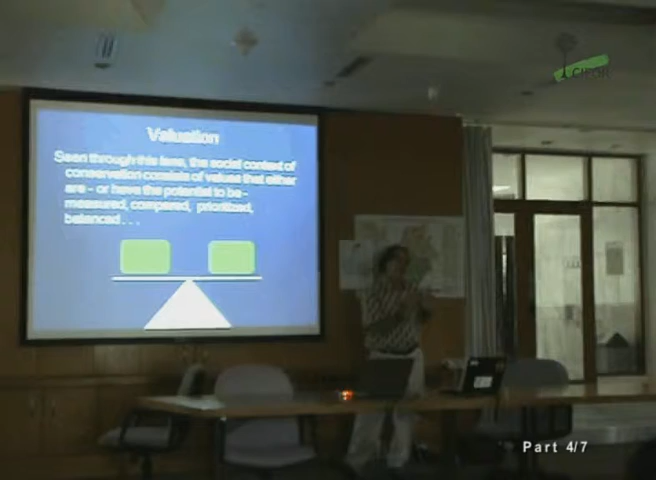 Valuation
Seen through this lens, the social context of
conservation consists of values that either
are - or have the potential to be -
measured, compared, prioritized,
balanced . . .
CIFOR
Part 4/7